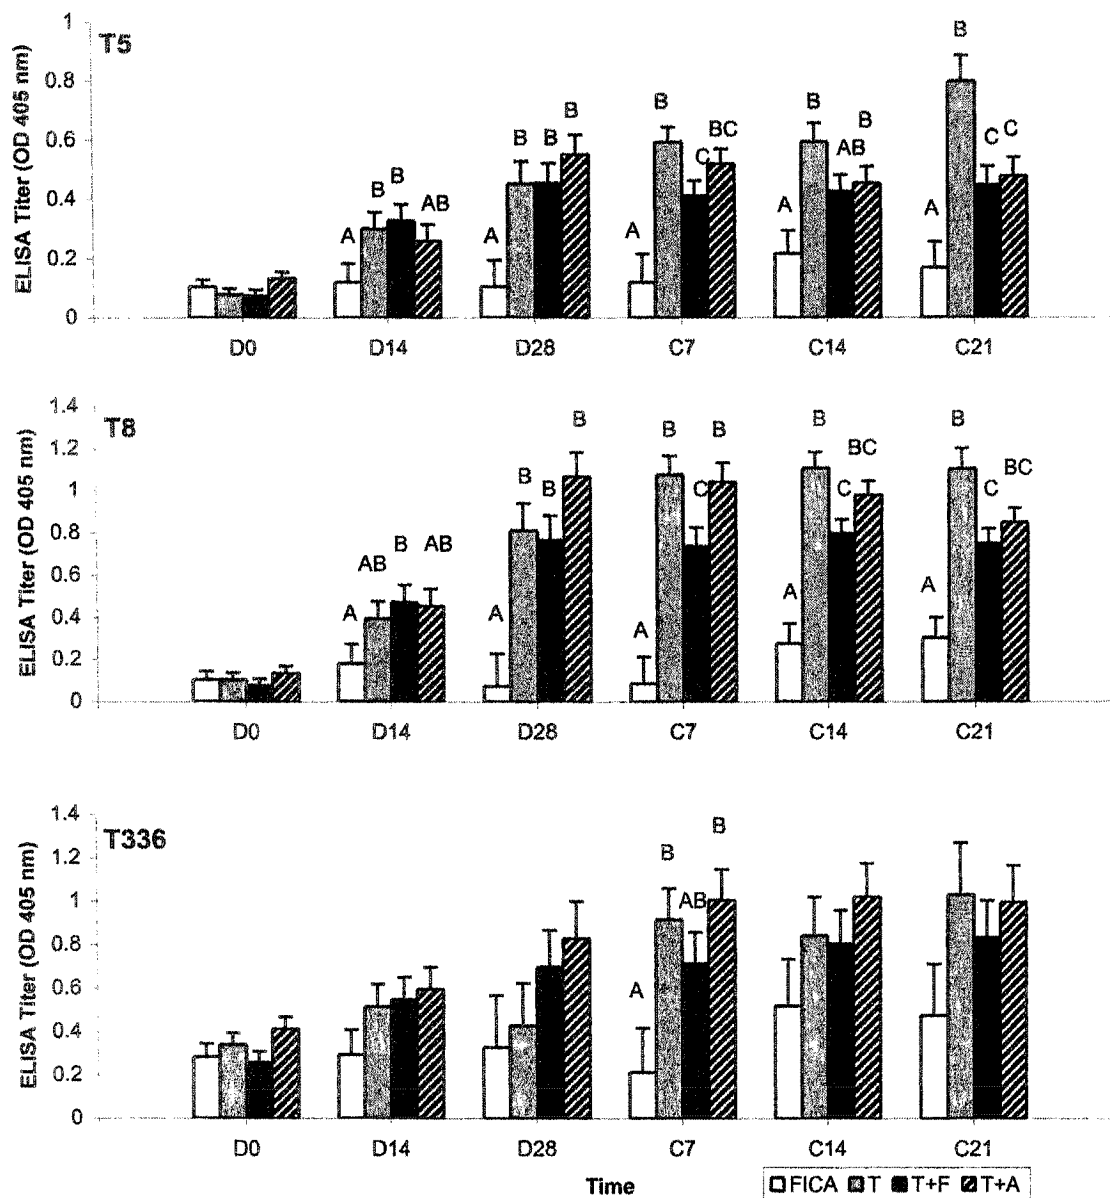 T5
ELISA Titer (OD 405 nm)
1
0.8
0.6
0.4
0.2
0
A B B AB
A B B B
A B C BC
A B AB B
A B C C
D0 D14 D28 C7 C14 C21
T8
ELISA Titer (OD 405 nm)
1.4
1.2
1
0.8
0.6
0.4
0.2
0
A AB B AB
A B B B
A B C B
A B C BC
A B C BC
D0 D14 D28 C7 C14 C21
T336
ELISA Titer (OD 405 nm)
1.4
1.2
1
0.8
0.6
0.4
0.2
0
A B AB B
D0 D14 D28 C7 C14 C21
Time
FICA T T+F T+A